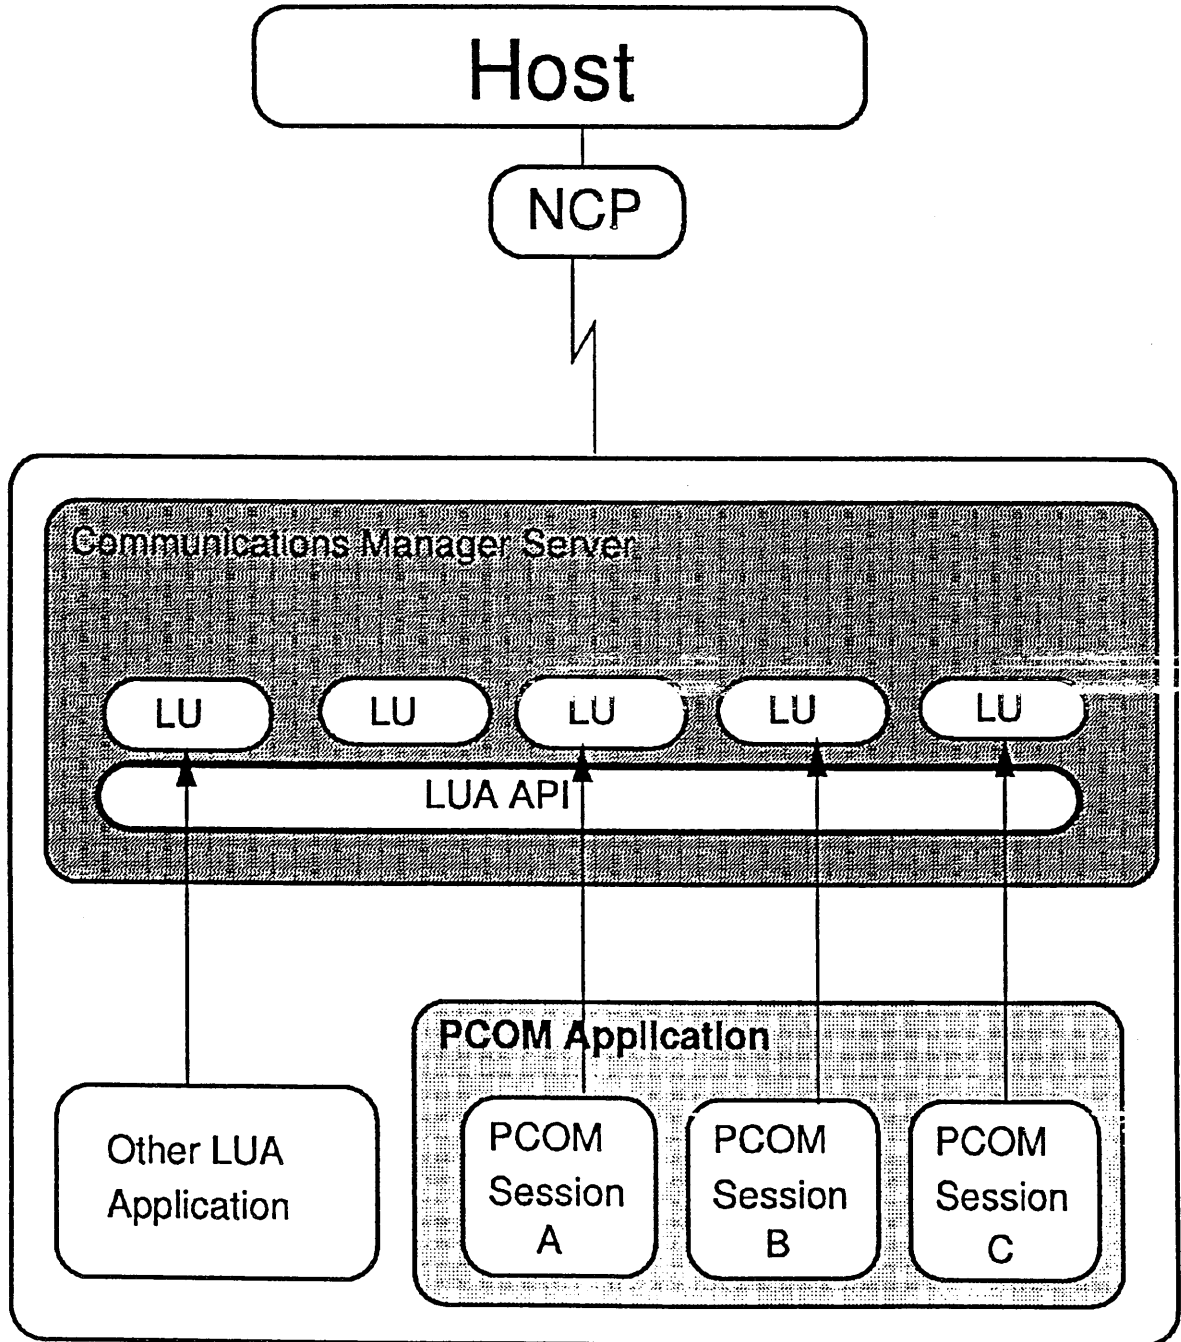 Host
NCP
Communications Manager Server
LU
LU
LU
LU
LU
LUA API
PCOM Application
Other LUA
Application
PCOM
Session
A
PCOM
Session
B
PCOM
Session
C